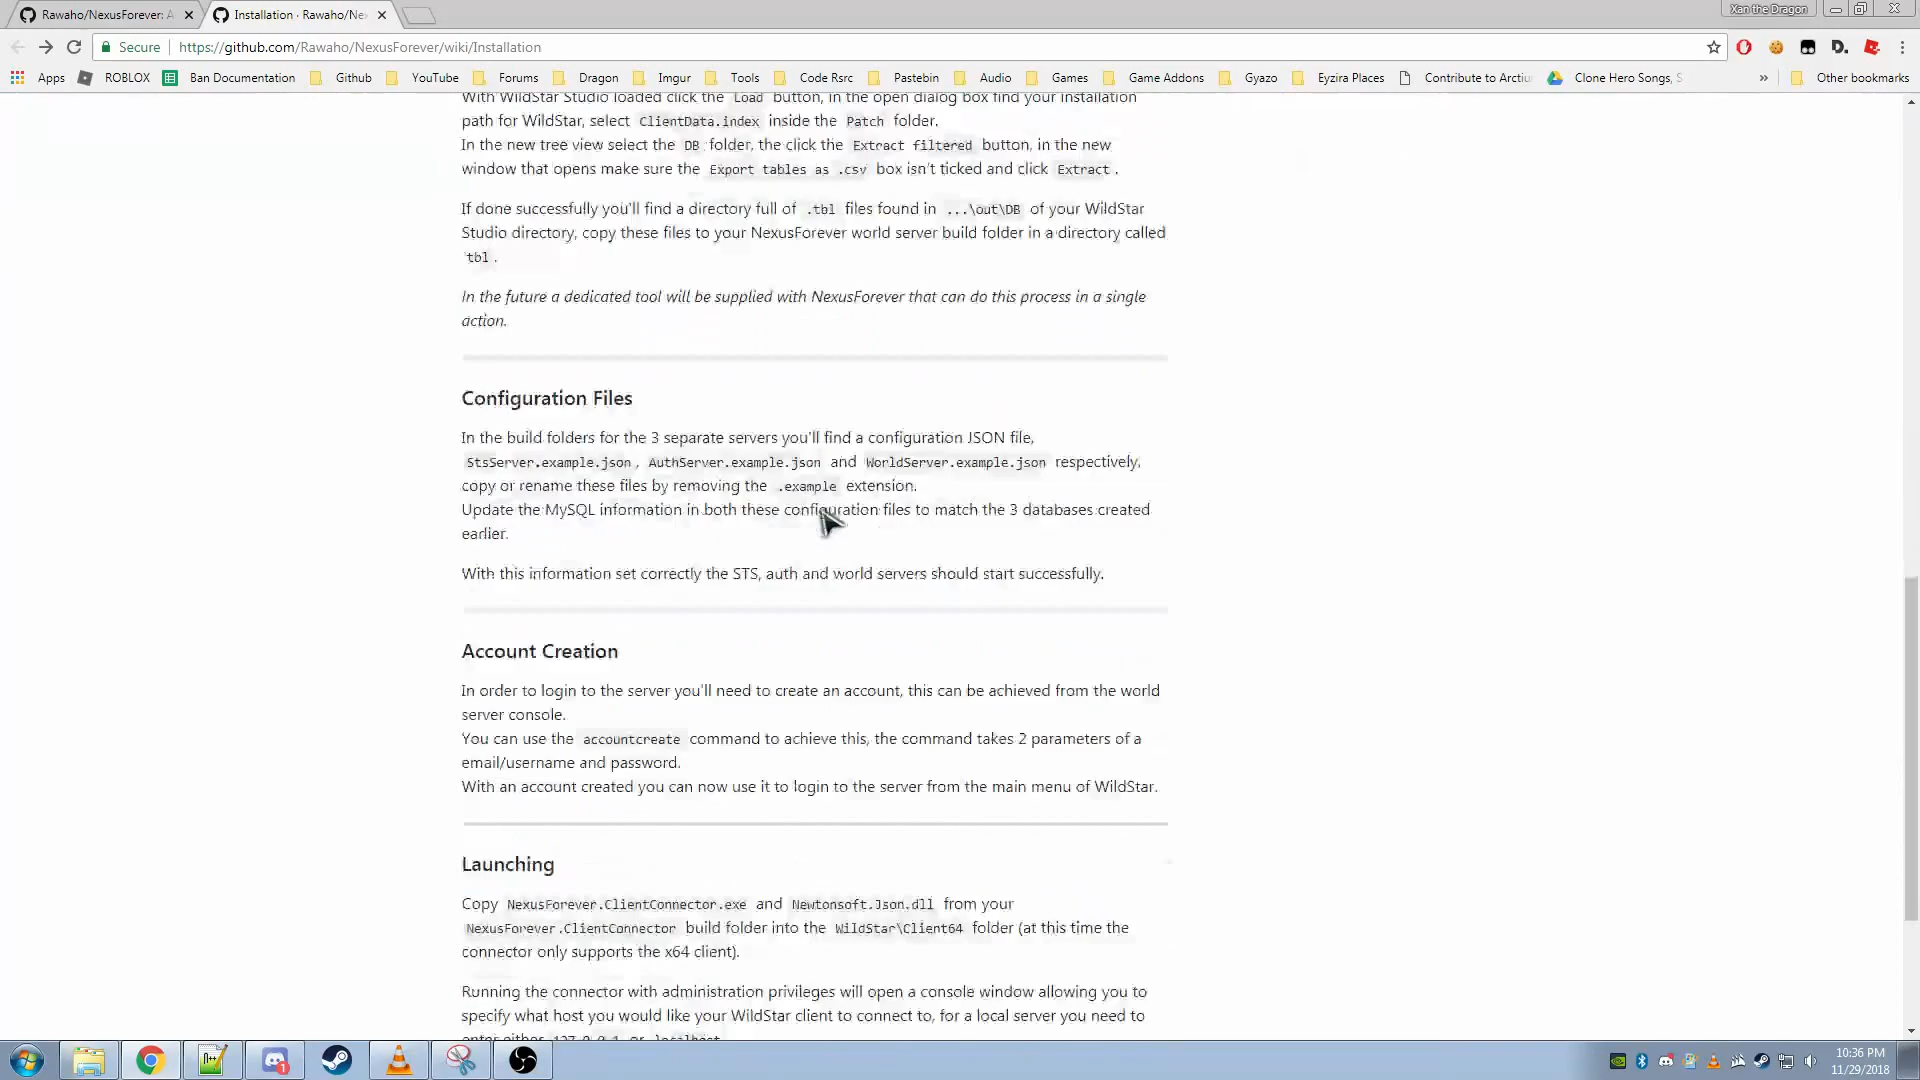 Rawaho/NexusForever: A
Installation · Rawaho/Ne
Xan the Dragon
Secure
https://github.com/Rawaho/NexusForever/wiki/Installation
Apps
ROBLOX
Ban Documentation
Github
YouTube
Forums
Dragon
Imgur
Tools
Code Rsrc
Pastebin
Audio
Games
Game Addons
Gyazo
Eyzira Places
Contribute to Arctiu
Clone Hero Songs, S
»
Other bookmarks
With WildStar Studio loaded click the Load button, in the open dialog box find your installation
path for WildStar, select ClientData.index inside the Patch folder.
In the new tree view select the DB folder, the click the Extract filtered button, in the new
window that opens make sure the Export tables as .csv box isn't ticked and click Extract.
If done successfully you'll find a directory full of .tbl files found in ...\out\DB of your WildStar
Studio directory, copy these files to your NexusForever world server build folder in a directory called
tbl.
In the future a dedicated tool will be supplied with NexusForever that can do this process in a single
action.
Configuration Files
In the build folders for the 3 separate servers you'll find a configuration JSON file,
StsServer.example.json, AuthServer.example.json and WorldServer.example.json respectively,
copy or rename these files by removing the .example extension.
Update the MySQL information in both these configuration files to match the 3 databases created
earlier.
With this information set correctly the STS, auth and world servers should start successfully.
Account Creation
In order to login to the server you'll need to create an account, this can be achieved from the world
server console.
You can use the accountcreate command to achieve this, the command takes 2 parameters of a
email/username and password.
With an account created you can now use it to login to the server from the main menu of WildStar.
Launching
Copy NexusForever.ClientConnector.exe and Newtonsoft.Json.dll from your
NexusForever.ClientConnector build folder into the WildStar\Client64 folder (at this time the
connector only supports the x64 client).
Running the connector with administration privileges will open a console window allowing you to
specify what host you would like your WildStar client to connect to, for a local server you need to
enter either 127.0.0.1 or localhost
10:36 PM
11/29/2018